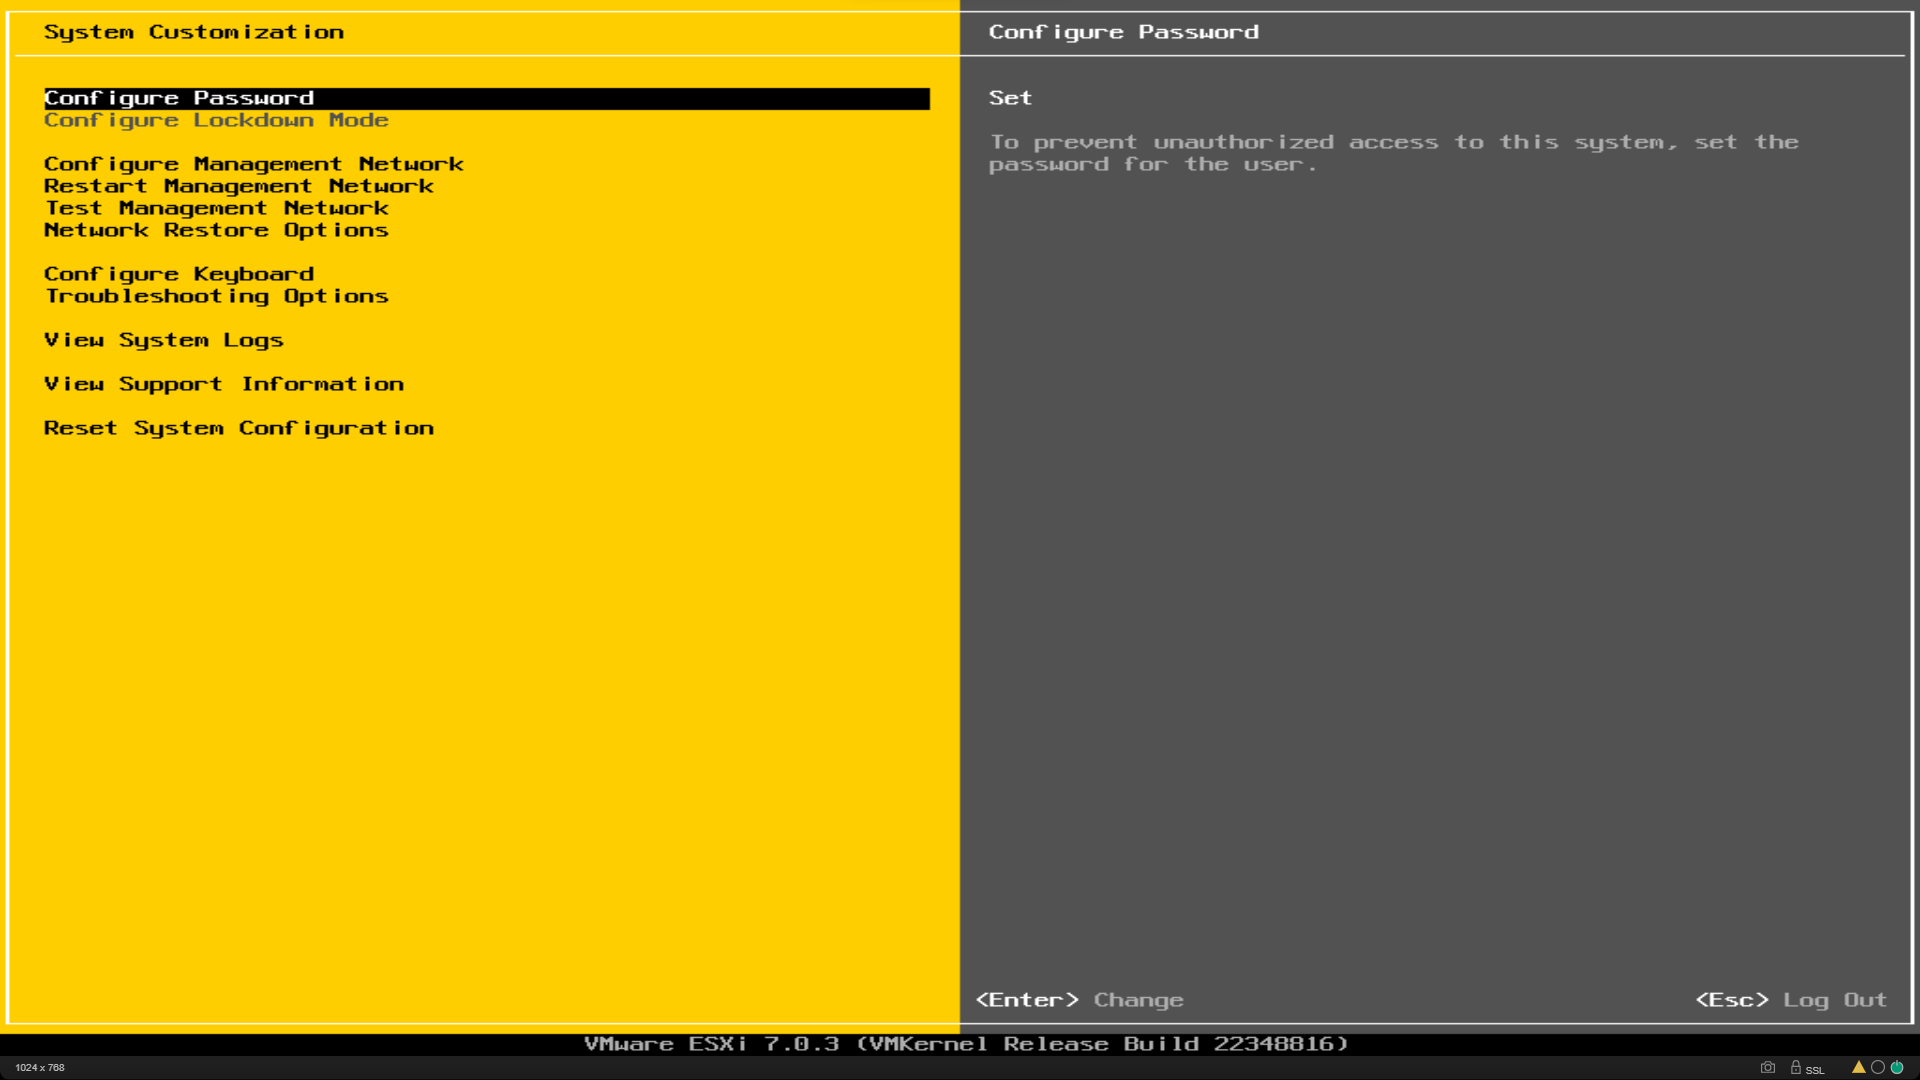 System Customization
Configure Password
Configure Password
Configure Lockdown Mode
Configure Management Network
Restart Management Network
Test Management Network
Network Restore Options
Configure Keyboard
Troubleshooting Options
View System Logs
View Support Information
Reset System Configuration
Set
To prevent unauthorized access to this system, set the
password for the user.
<Enter> Change
<Esc> Log Out
VMware ESXi 7.0.3 (VMKernel Release Build 22348816)
1024 x 768
SSL